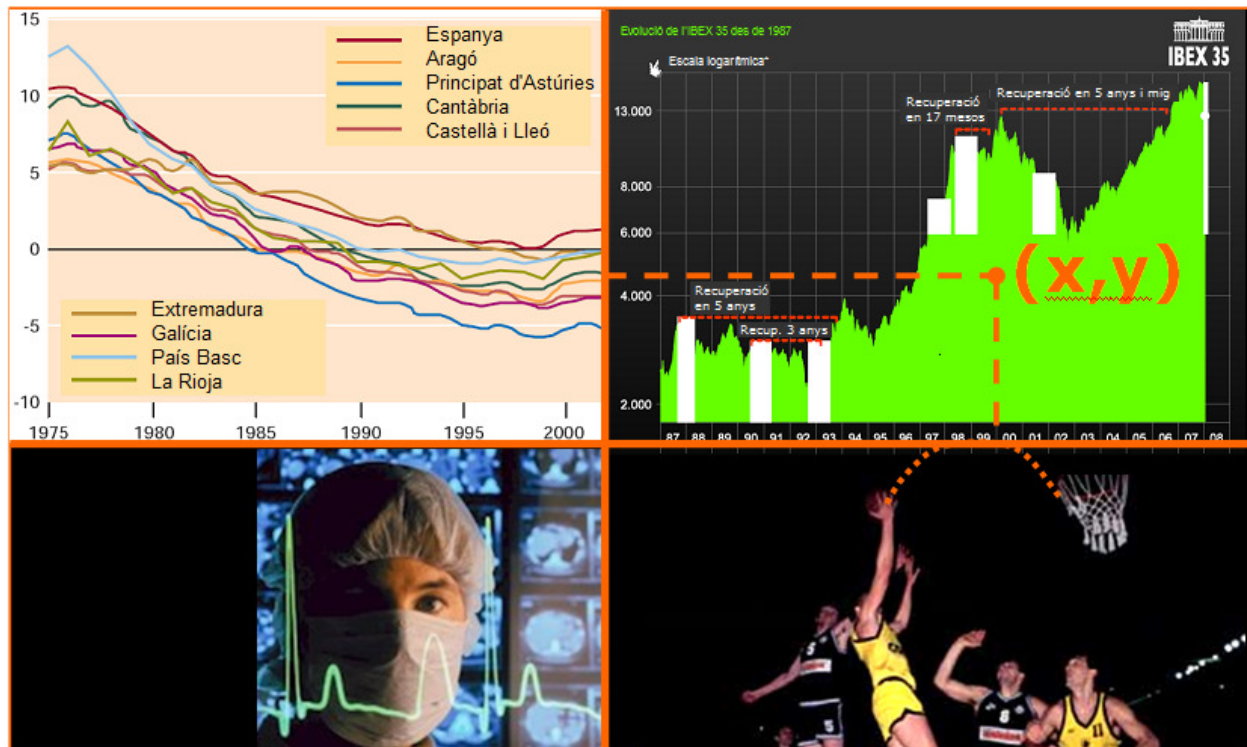 15
10
5
0
-5
-10
1975
1980
1985
1990
1995
2000
Espanya
Aragó
Principat d'Astúries
Cantàbria
Castellà i Lleó
Extremadura
Galícia
País Basc
La Rioja
Evolució de l'IBEX 35 des de 1987
IBEX 35
Escala logarítmica*
13.000
8.000
6.000
4.000
2.000
Recuperació
en 17 mesos
Recuperació en 5 anys i mig
Recuperació
en 5 anys
Recup. 3 anys
(x,y)
87 88 89 90 91 92 93 94 95 96 97 98 99 00 01 02 03 04 05 06 07 08
5
8
11